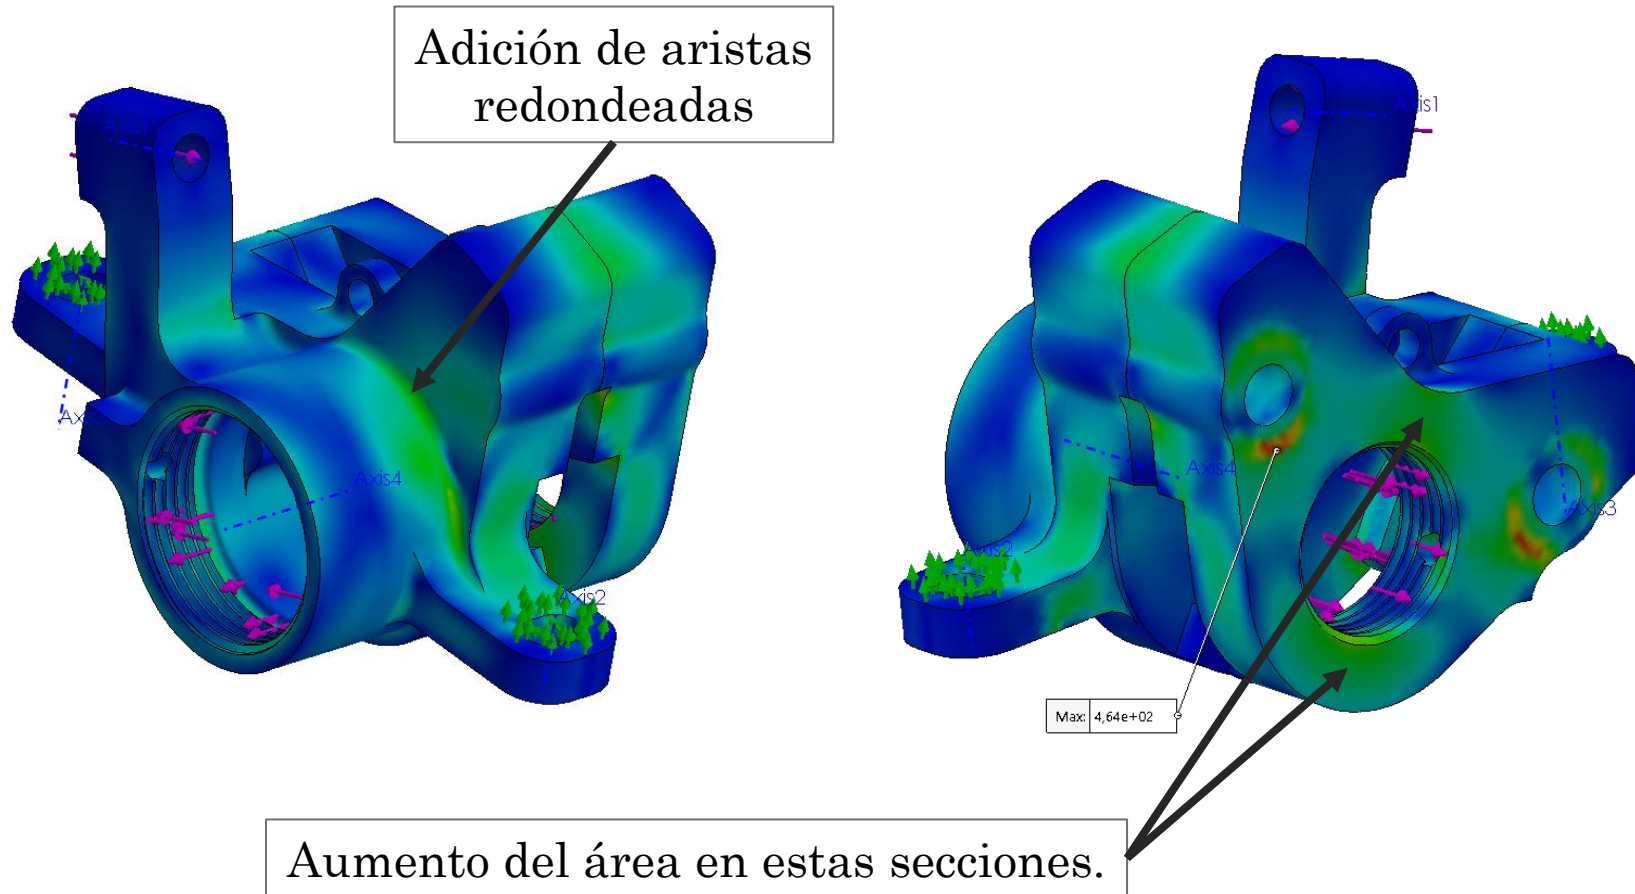 Adición de aristas
redondeadas
Axis1
Axis1
Axis4
Axis4
Axis2
Axis2
Axis3
Max: 4,64e+02
Aumento del área en estas secciones.